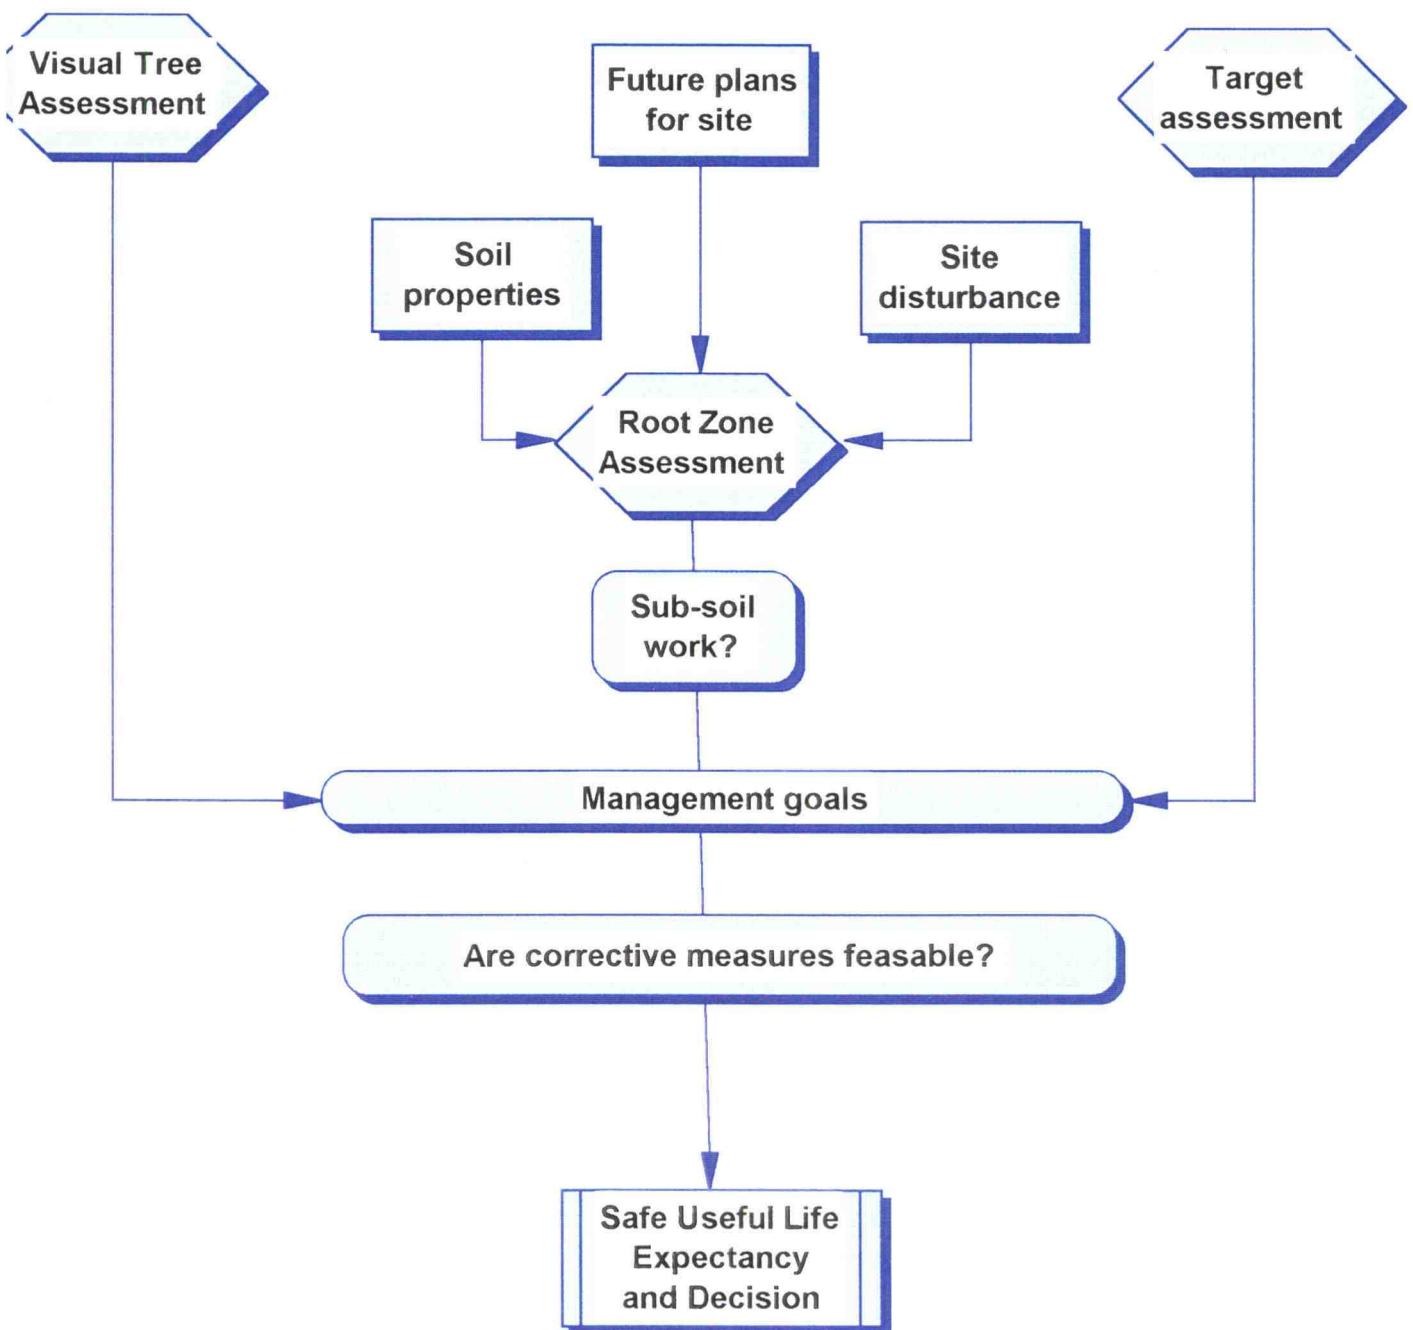 Visual Tree
Assessment
Future plans
for site
Target
assessment
Soil
properties
Site
disturbance
Root Zone
Assessment
Sub-soil
work?
Management goals
Are corrective measures feasable?
Safe Useful Life
Expectancy
and Decision